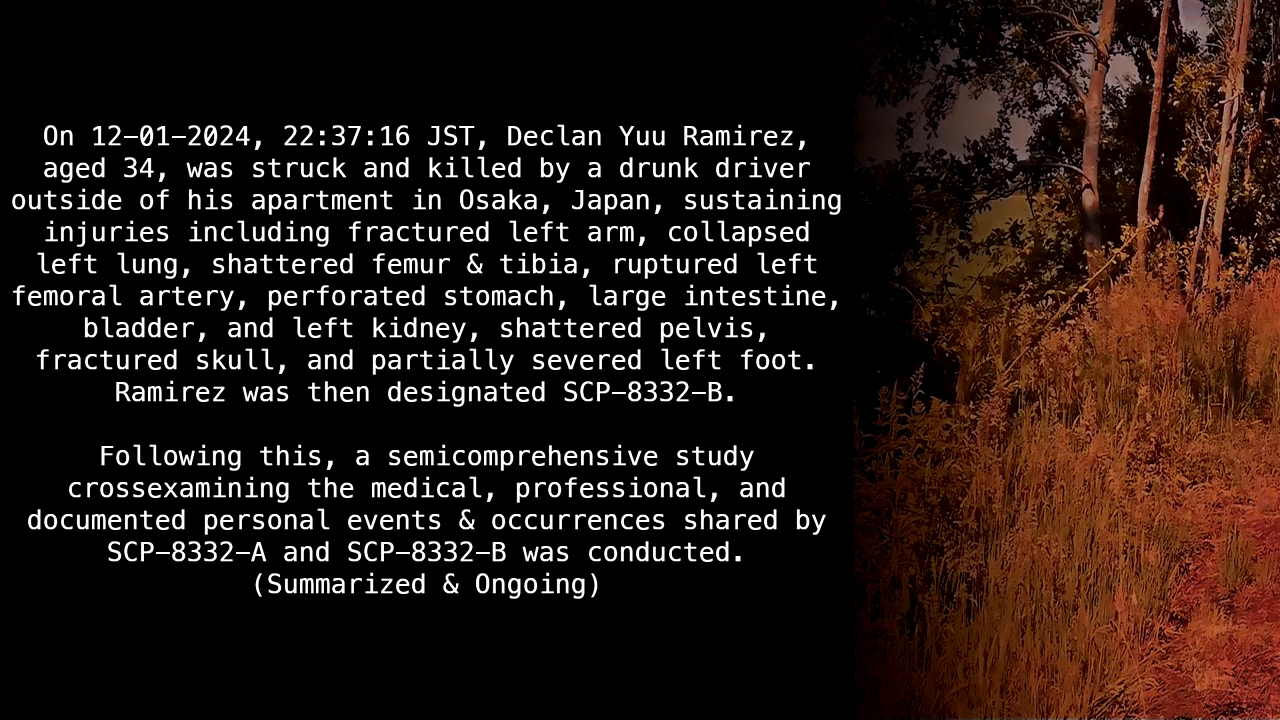 On 12-01-2024, 22:37:16 JST, Declan Yuu Ramirez,
aged 34, was struck and killed by a drunk driver
outside of his apartment in Osaka, Japan, sustaining
injuries including fractured left arm, collapsed
left lung, shattered femur & tibia, ruptured left
femoral artery, perforated stomach, large intestine,
bladder, and left kidney, shattered pelvis,
fractured skull, and partially severed left foot.
Ramirez was then designated SCP-8332-B.
Following this, a semicomprehensive study
crossexamining the medical, professional, and
documented personal events & occurrences shared by
SCP-8332-A and SCP-8332-B was conducted.
(Summarized & Ongoing)